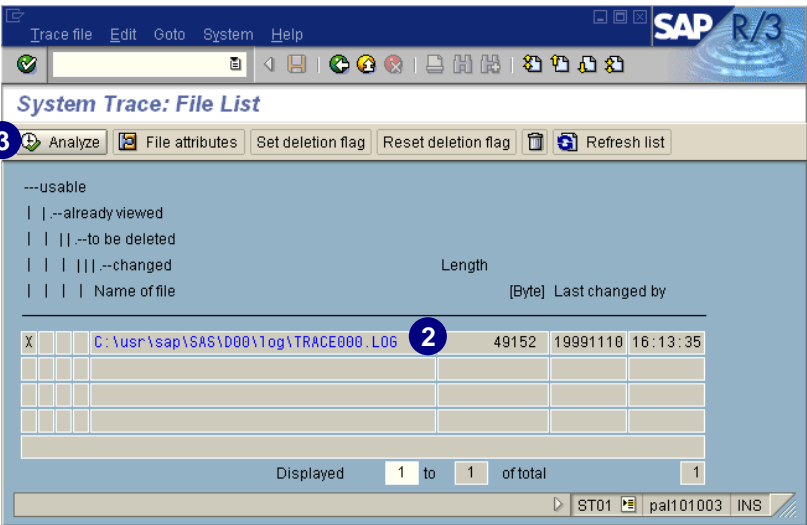 Trace file Edit Goto System Help
SAP R/3
System Trace: File List
3 Analyze File attributes Set deletion flag Reset deletion flag Refresh list
---usable
| |.--already viewed
| | ||.--to be deleted
| | | |||.--changed Length
| | | | Name of file [Byte] Last changed by
X C:\usr\sap\SAS\D00\log\TRACE000.LOG 2 49152 19991110 16:13:35
Displayed 1 to 1 of total 1
ST01 pal101003 INS